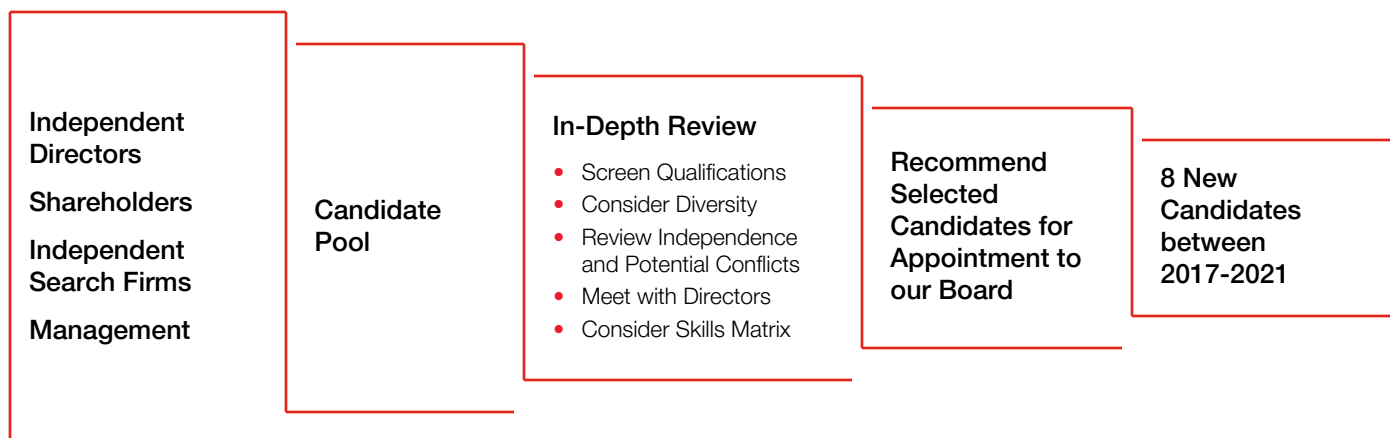 Independent
Directors
Shareholders
Independent
Search Firms
Management
Candidate
Pool
In-Depth Review
• Screen Qualifications
• Consider Diversity
• Review Independence
and Potential Conflicts
• Meet with Directors
• Consider Skills Matrix
Recommend
Selected
Candidates for
Appointment to
our Board
8 New
Candidates
between
2017-2021